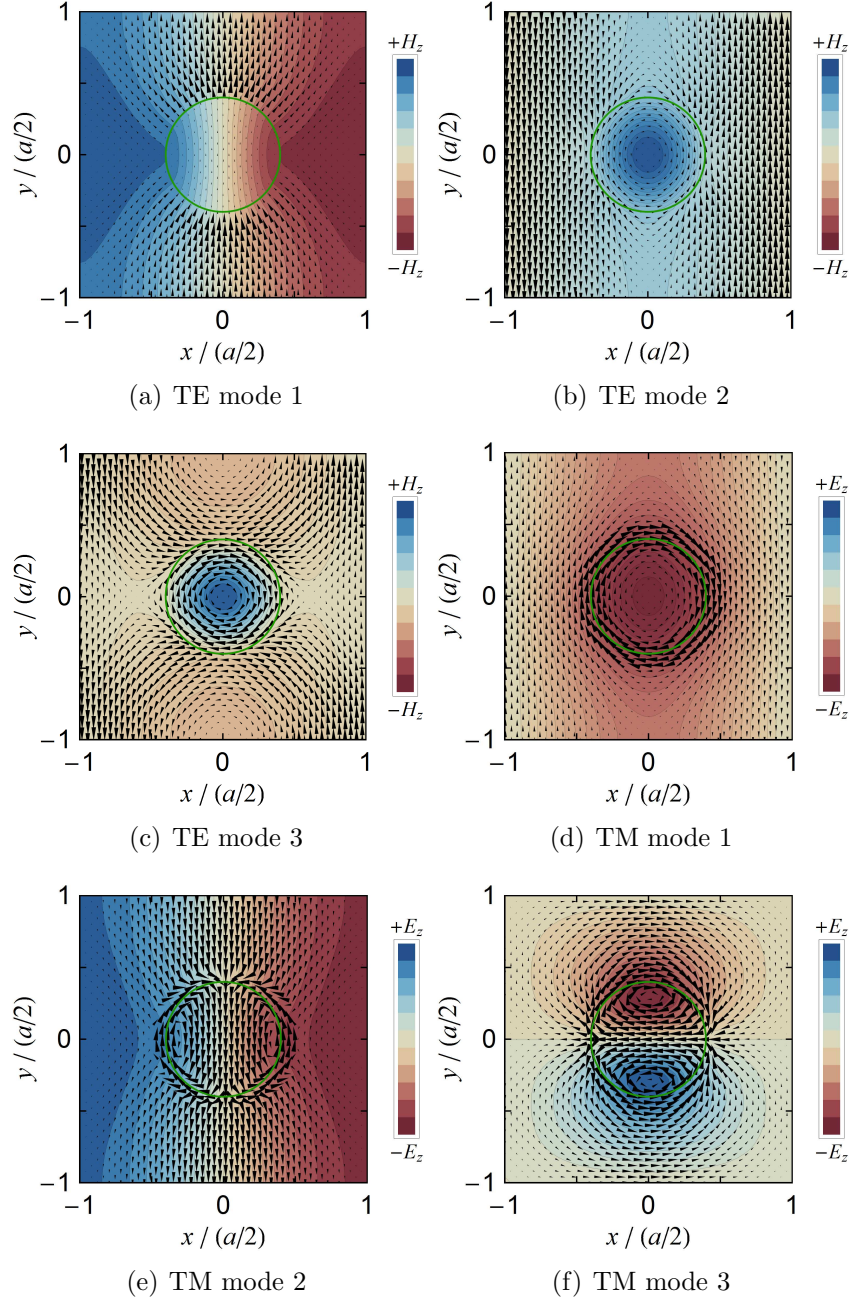 1
0
−1
−1
0
1
y / (a/2)
x / (a/2)
+Hz
−Hz
(a) TE mode 1
1
0
−1
−1
0
1
y / (a/2)
x / (a/2)
+Hz
−Hz
(b) TE mode 2
1
0
−1
−1
0
1
y / (a/2)
x / (a/2)
+Hz
−Hz
(c) TE mode 3
1
0
−1
−1
0
1
y / (a/2)
x / (a/2)
+Ez
−Ez
(d) TM mode 1
1
0
−1
−1
0
1
y / (a/2)
x / (a/2)
+Ez
−Ez
(e) TM mode 2
1
0
−1
−1
0
1
y / (a/2)
x / (a/2)
+Ez
−Ez
(f) TM mode 3